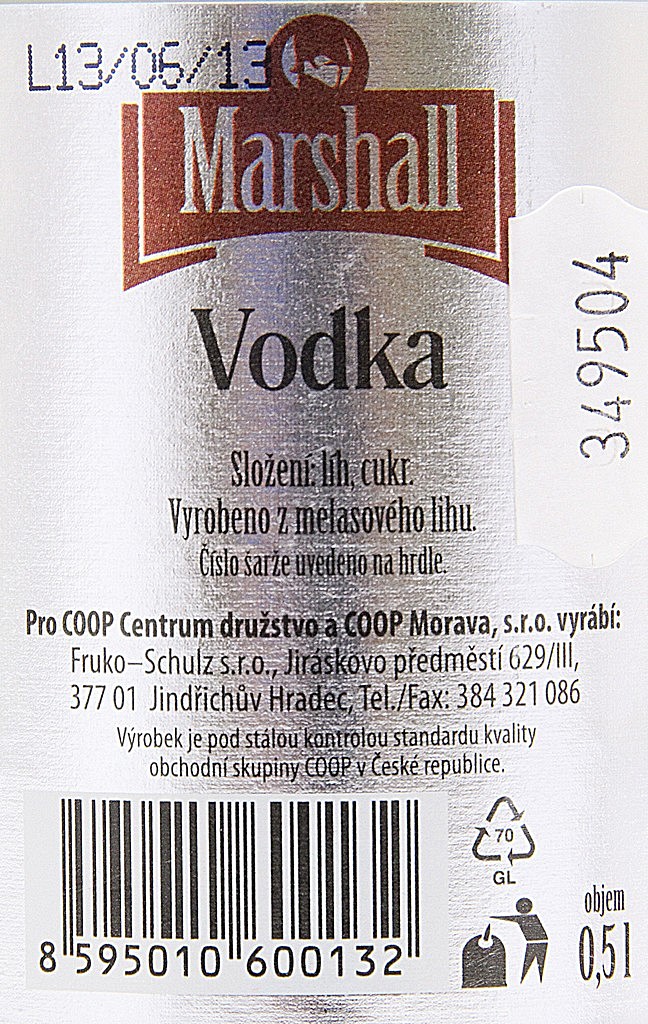 L13/05/13
Marshall
Vodka
349504
Složení: líh, cukr.
Vyrobeno z melasového lihu.
Číslo šarže uvedeno na hrdle.
Pro COOP Centrum družstvo a COOP Morava, s.r.o. vyrábí:
Fruko–Schulz s.r.o., Jiráskovo předměstí 629/III,
377 01 Jindřichův Hradec, Tel./Fax: 384 321 086
Výrobek je pod stálou kontrolou standardu kvality
obchodní skupiny COOP v České republice.
70
GL
objem
0,5 l
8 595010 600132